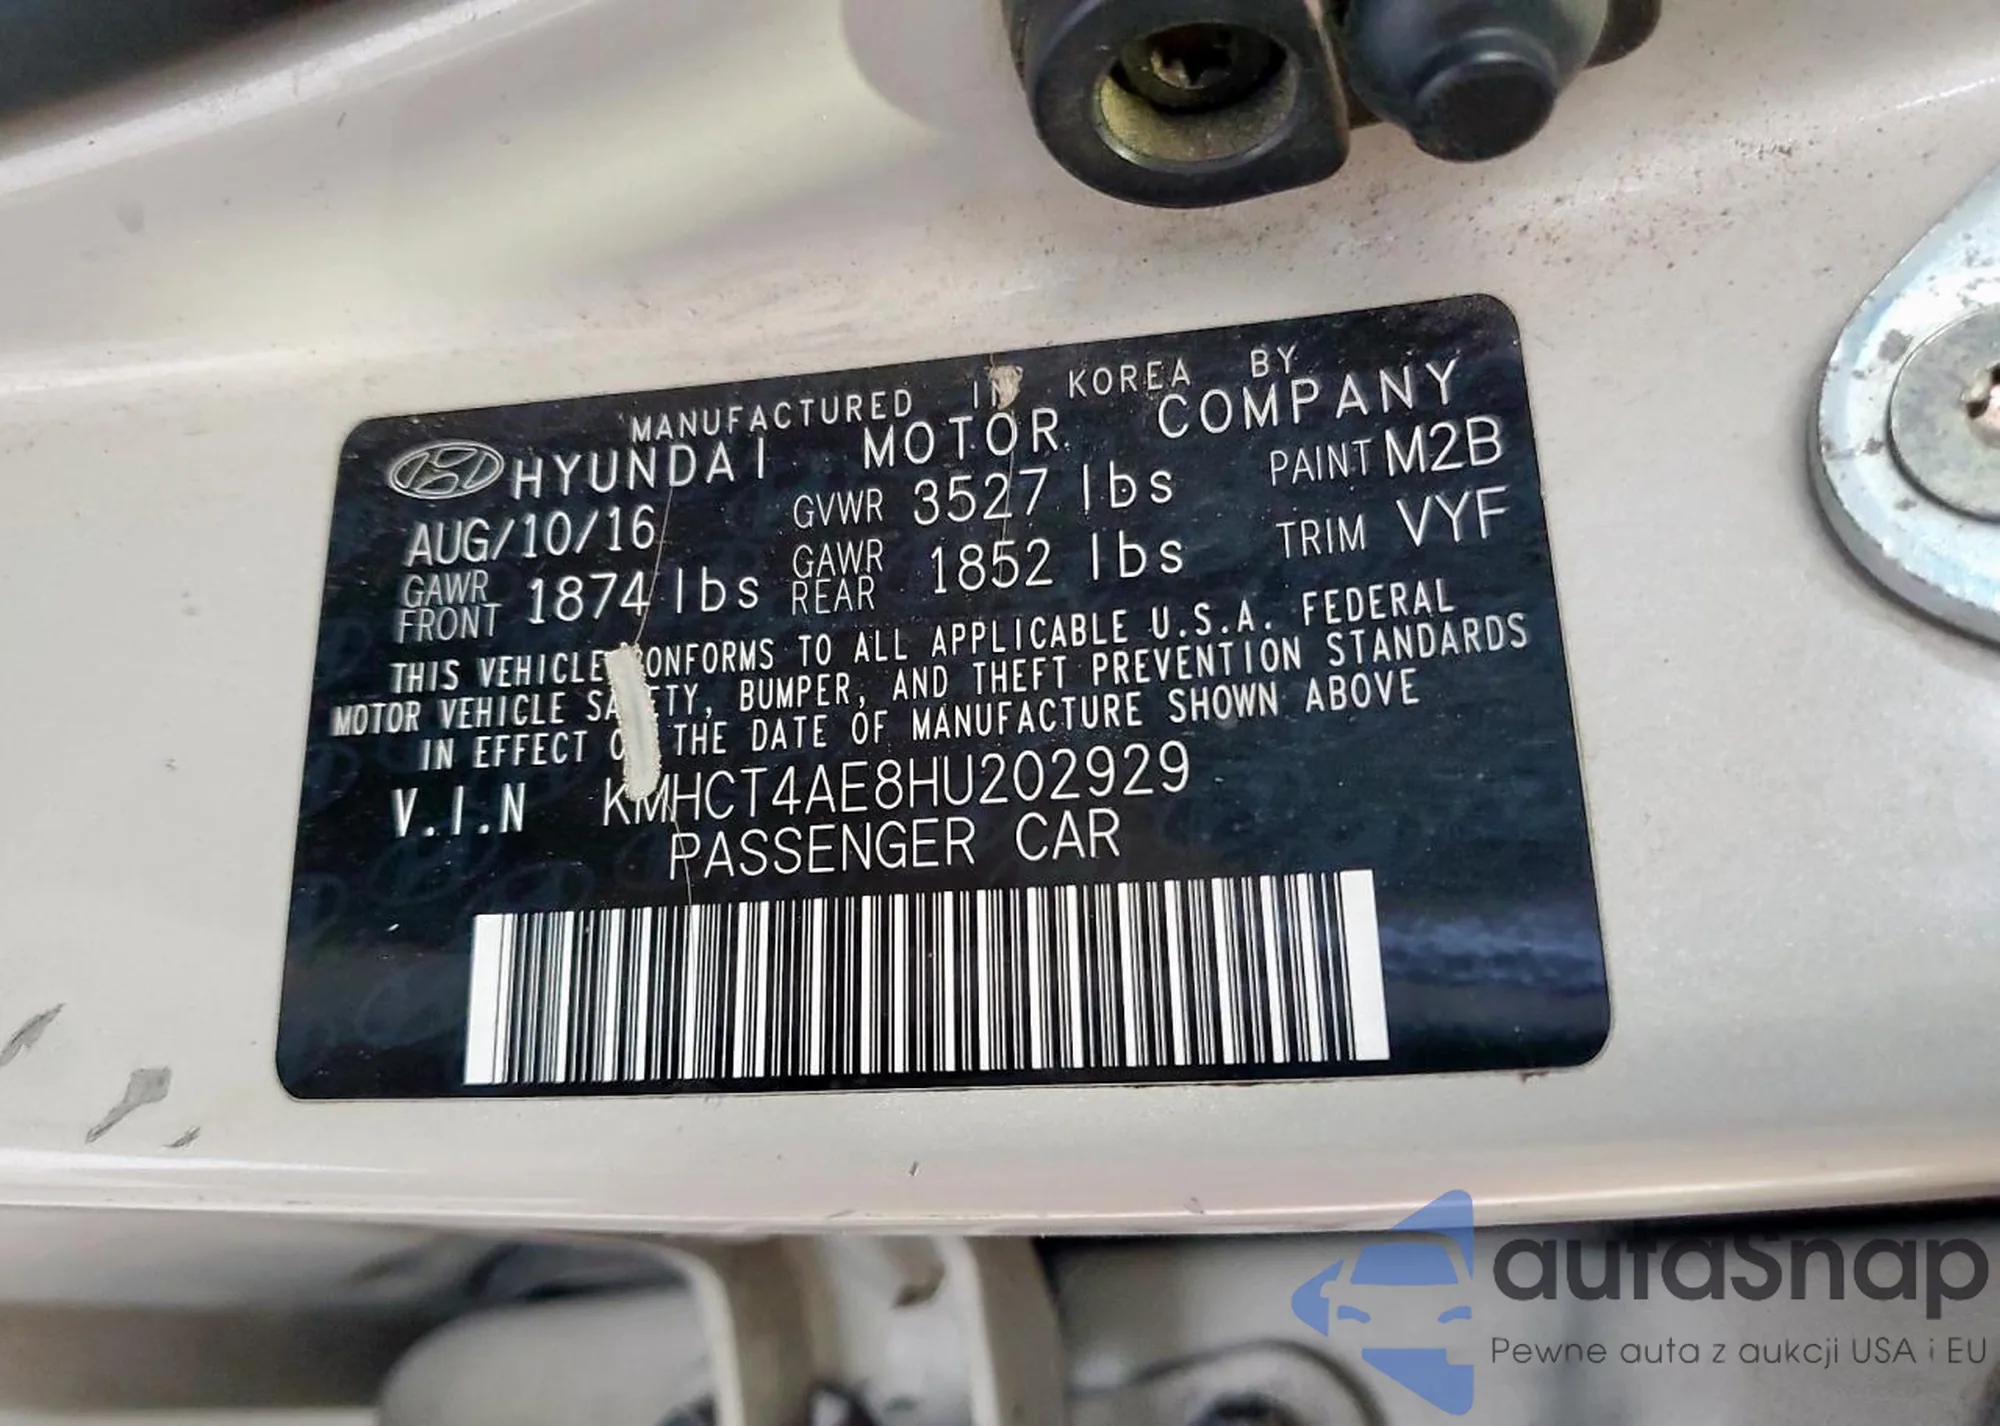 MANUFACTURED IN KOREA BY
HYUNDAI MOTOR COMPANY
AUG/10/16 GVWR 3527 lbs PAINT M2B
GAWR FRONT 1874 lbs GAWR REAR 1852 lbs TRIM VYF
THIS VEHICLE CONFORMS TO ALL APPLICABLE U.S.A. FEDERAL
MOTOR VEHICLE SAFETY, BUMPER, AND THEFT PREVENTION STANDARDS
IN EFFECT ON THE DATE OF MANUFACTURE SHOWN ABOVE
V.I.N KMHCT4AE8HU202929
PASSENGER CAR
autasnap
Pewne auta z aukcji USA i EU